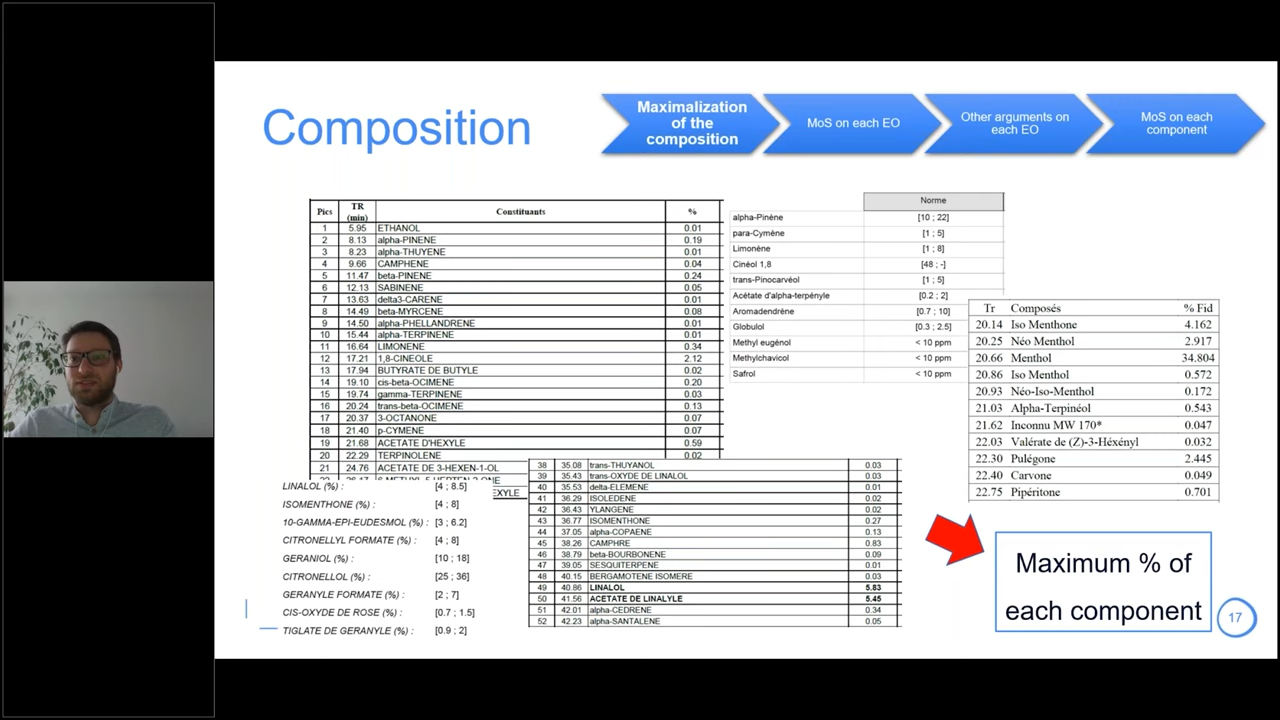 Composition
Maximalization
of the
composition
MoS on each EO
Other arguments on
each EO
MoS on each
component
Pics TR (min) Constituants %
1 5.95 ETHANOL 0.01
2 8.13 alpha-PINENE 0.19
3 8.23 alpha-THUYENE 0.01
4 9.66 CAMPHENE 0.04
5 11.47 beta-PINENE 0.24
6 12.13 SABINENE 0.05
7 13.63 delta3-CARENE 0.01
8 14.49 beta-MYRCENE 0.08
9 14.50 alpha-PHELLANDRENE 0.01
10 15.44 alpha-TERPINENE 0.01
11 16.64 LIMONENE 0.34
12 17.21 1,8-CINEOLE 2.12
13 17.94 BUTYRATE DE BUTYLE 0.02
14 19.10 cis-beta-OCIMENE 0.20
15 19.74 gamma-TERPINENE 0.03
16 20.24 trans-beta-OCIMENE 0.13
17 20.37 3-OCTANONE 0.07
18 21.40 p-CYMENE 0.07
19 21.68 ACETATE D'HEXYLE 0.59
20 22.29 TERPINOLENE 0.02
21 24.76 ACETATE DE 3-HEXEN-1-OL
EXYLE
Norme
alpha-Pinène [10 ; 22]
para-Cymène [1 ; 5]
Limonène [1 ; 8]
Cinéol 1,8 [48 ; -]
trans-Pinocarvéol [1 ; 5]
Acétate d'alpha-terpényle [0.2 ; 2]
Aromadendrène [0.7 ; 10]
Globulol [0.3 ; 2.5]
Methyl eugénol < 10 ppm
Methylchavicol < 10 ppm
Safrol < 10 ppm
Tr Composés % Fid
20.14 Iso Menthone 4.162
20.25 Néo Menthol 2.917
20.66 Menthol 34.804
20.86 Iso Menthol 0.572
20.93 Néo-Iso-Menthol 0.172
21.03 Alpha-Terpinéol 0.543
21.62 Inconnu MW 170* 0.047
22.03 Valérate de (Z)-3-Héxényl 0.032
22.30 Pulégone 2.445
22.40 Carvone 0.049
22.75 Pipéritone 0.701
LINALOL (%) : [4 ; 8.5]
ISOMENTHONE (%) : [4 ; 8]
10-GAMMA-EPI-EUDESMOL (%) : [3 ; 6.2]
CITRONELLYL FORMATE (%) : [4 ; 8]
GERANIOL (%) : [10 ; 18]
CITRONELLOL (%) : [25 ; 36]
GERANYLE FORMATE (%) : [2 ; 7]
CIS-OXYDE DE ROSE (%) : [0.7 ; 1.5]
TIGLATE DE GERANYLE (%) : [0.9 ; 2]
38 35.08 trans-THUYANOL 0.03
39 35.43 trans-OXYDE DE LINALOL 0.03
40 35.53 delta-ELEMENE 0.01
41 36.29 ISOLEDENE 0.02
42 36.43 YLANGENE 0.02
43 36.77 ISOMENTHONE 0.27
44 37.05 alpha-COPAENE 0.13
45 38.26 CAMPHRE 0.83
46 38.79 beta-BOURBONENE 0.09
47 39.05 SESQUITERPENE 0.01
48 40.15 BERGAMOTENE ISOMERE 0.03
49 40.86 LINALOL 5.83
50 41.56 ACETATE DE LINALYLE 5.45
51 42.01 alpha-CEDRENE 0.34
52 42.23 alpha-SANTALENE 0.05
Maximum % of
each component
17